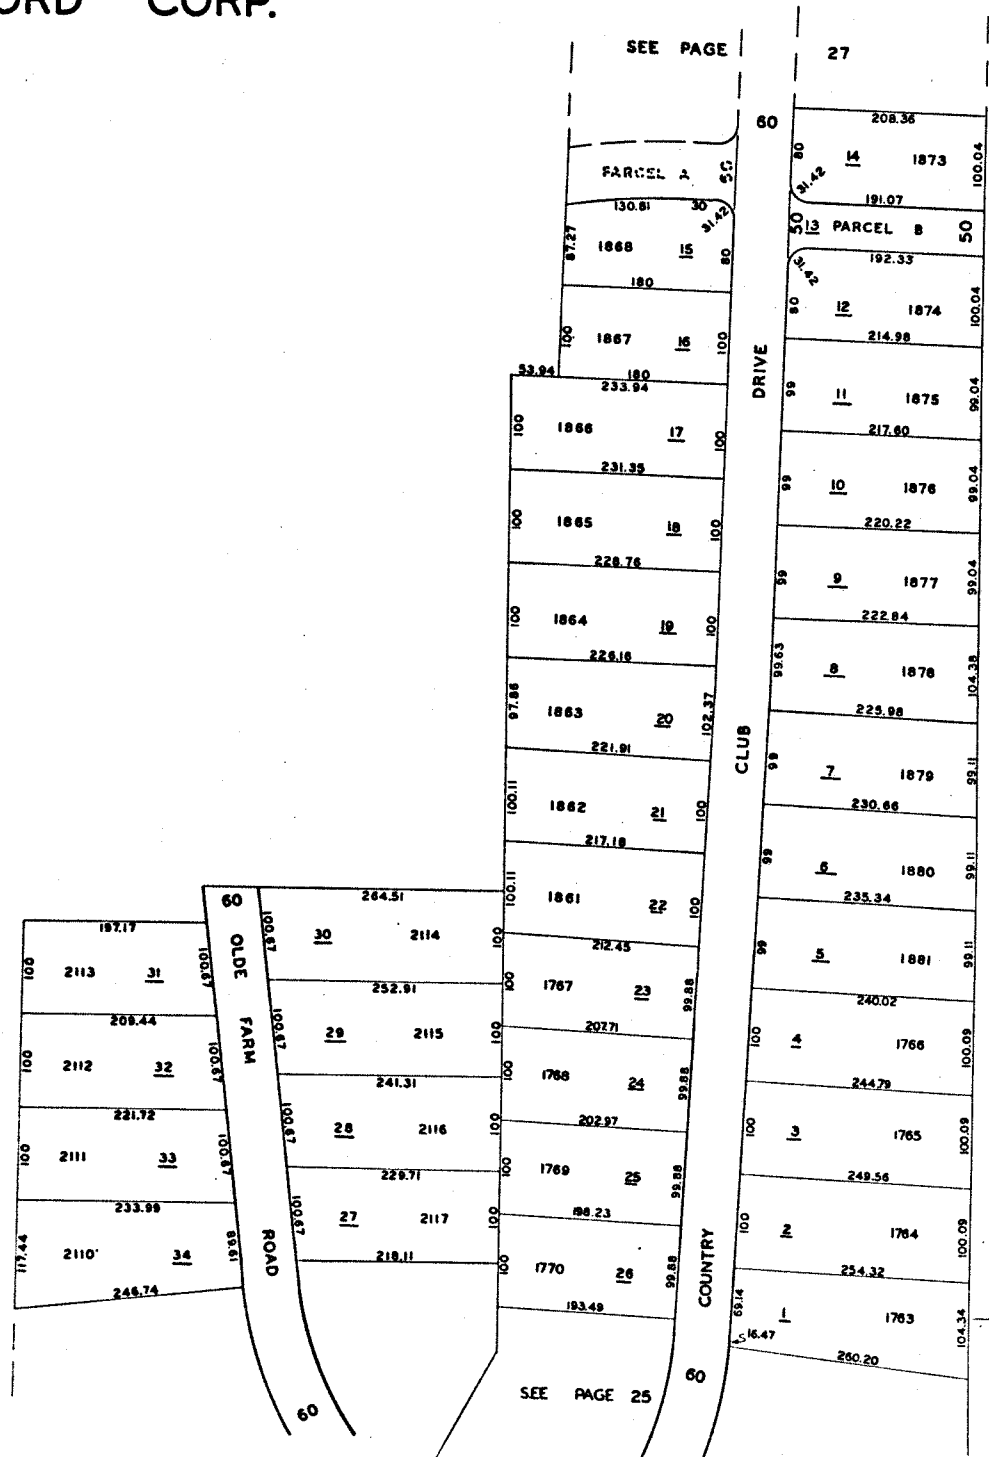 ORD CORP.
SEE PAGE 27
60
208.36
80 14 1873 100.04
31.42
191.07
PARCEL A 50
130.81 30
31.42
50 13 PARCEL B 50
87.27 1868 15 80
192.33
31.42
180
80 12 1874 100.04
214.98
100 1867 16 100
DRIVE
53.94 180
233.94
99 11 1875 99.04
217.60
100 1866 17 100
231.35
99 10 1876 99.04
220.22
100 1865 18 100
228.76
99 9 1877 99.04
222.84
100 1864 19 100
226.16
99.63 8 1878 104.38
225.98
97.86 1863 20 102.37
221.91
CLUB
99 7 1879 99.11
230.66
100.11 1862 21 100
217.18
99 6 1880 99.11
235.34
100.11 1861 22 100
212.45
99 5 1881 99.11
240.02
60
264.51
197.17
100.67 30 2114 100
100 2113 31 100.67
OLDE
252.91
209.44
100 1767 23 99.88
207.71
100 4 1766 100.09
244.79
FARM
100.67 29 2115 100
100 2112 32 100.67
241.31
221.72
100 1768 24 99.88
202.97
100 3 1765 100.09
249.56
100.67 28 2116 100
100 2111 33 100.67
229.71
233.99
100 1769 25 99.88
198.23
100 2 1764 100.09
254.32
100.67 27 2117 100
117.44 2110 34 89.61
ROAD
218.11
246.74
100 1770 26 99.88
193.49
COUNTRY
69.14 1 1763 104.34
16.47
260.20
60
SEE PAGE 25
60